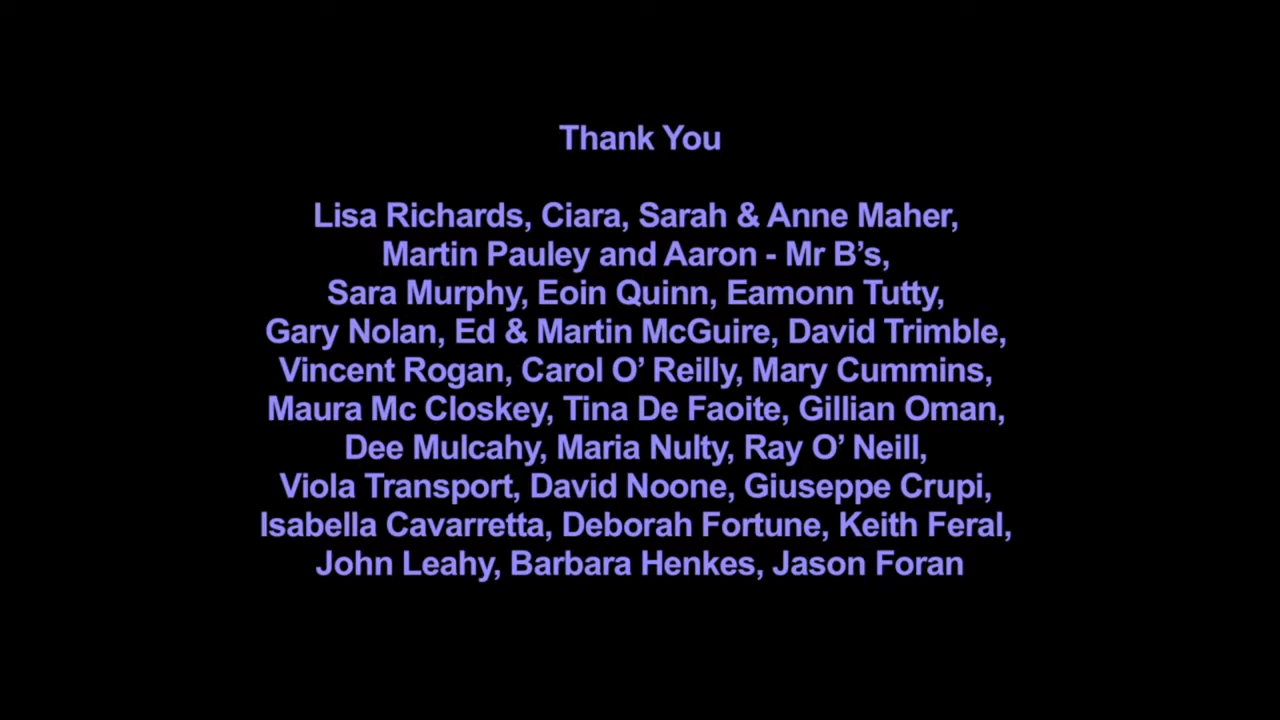 Thank You
Lisa Richards, Ciara, Sarah & Anne Maher,
Martin Pauley and Aaron - Mr B’s,
Sara Murphy, Eoin Quinn, Eamonn Tutty,
Gary Nolan, Ed & Martin McGuire, David Trimble,
Vincent Rogan, Carol O’ Reilly, Mary Cummins,
Maura Mc Closkey, Tina De Faoite, Gillian Oman,
Dee Mulcahy, Maria Nulty, Ray O’ Neill,
Viola Transport, David Noone, Giuseppe Crupi,
Isabella Cavarretta, Deborah Fortune, Keith Feral,
John Leahy, Barbara Henkes, Jason Foran